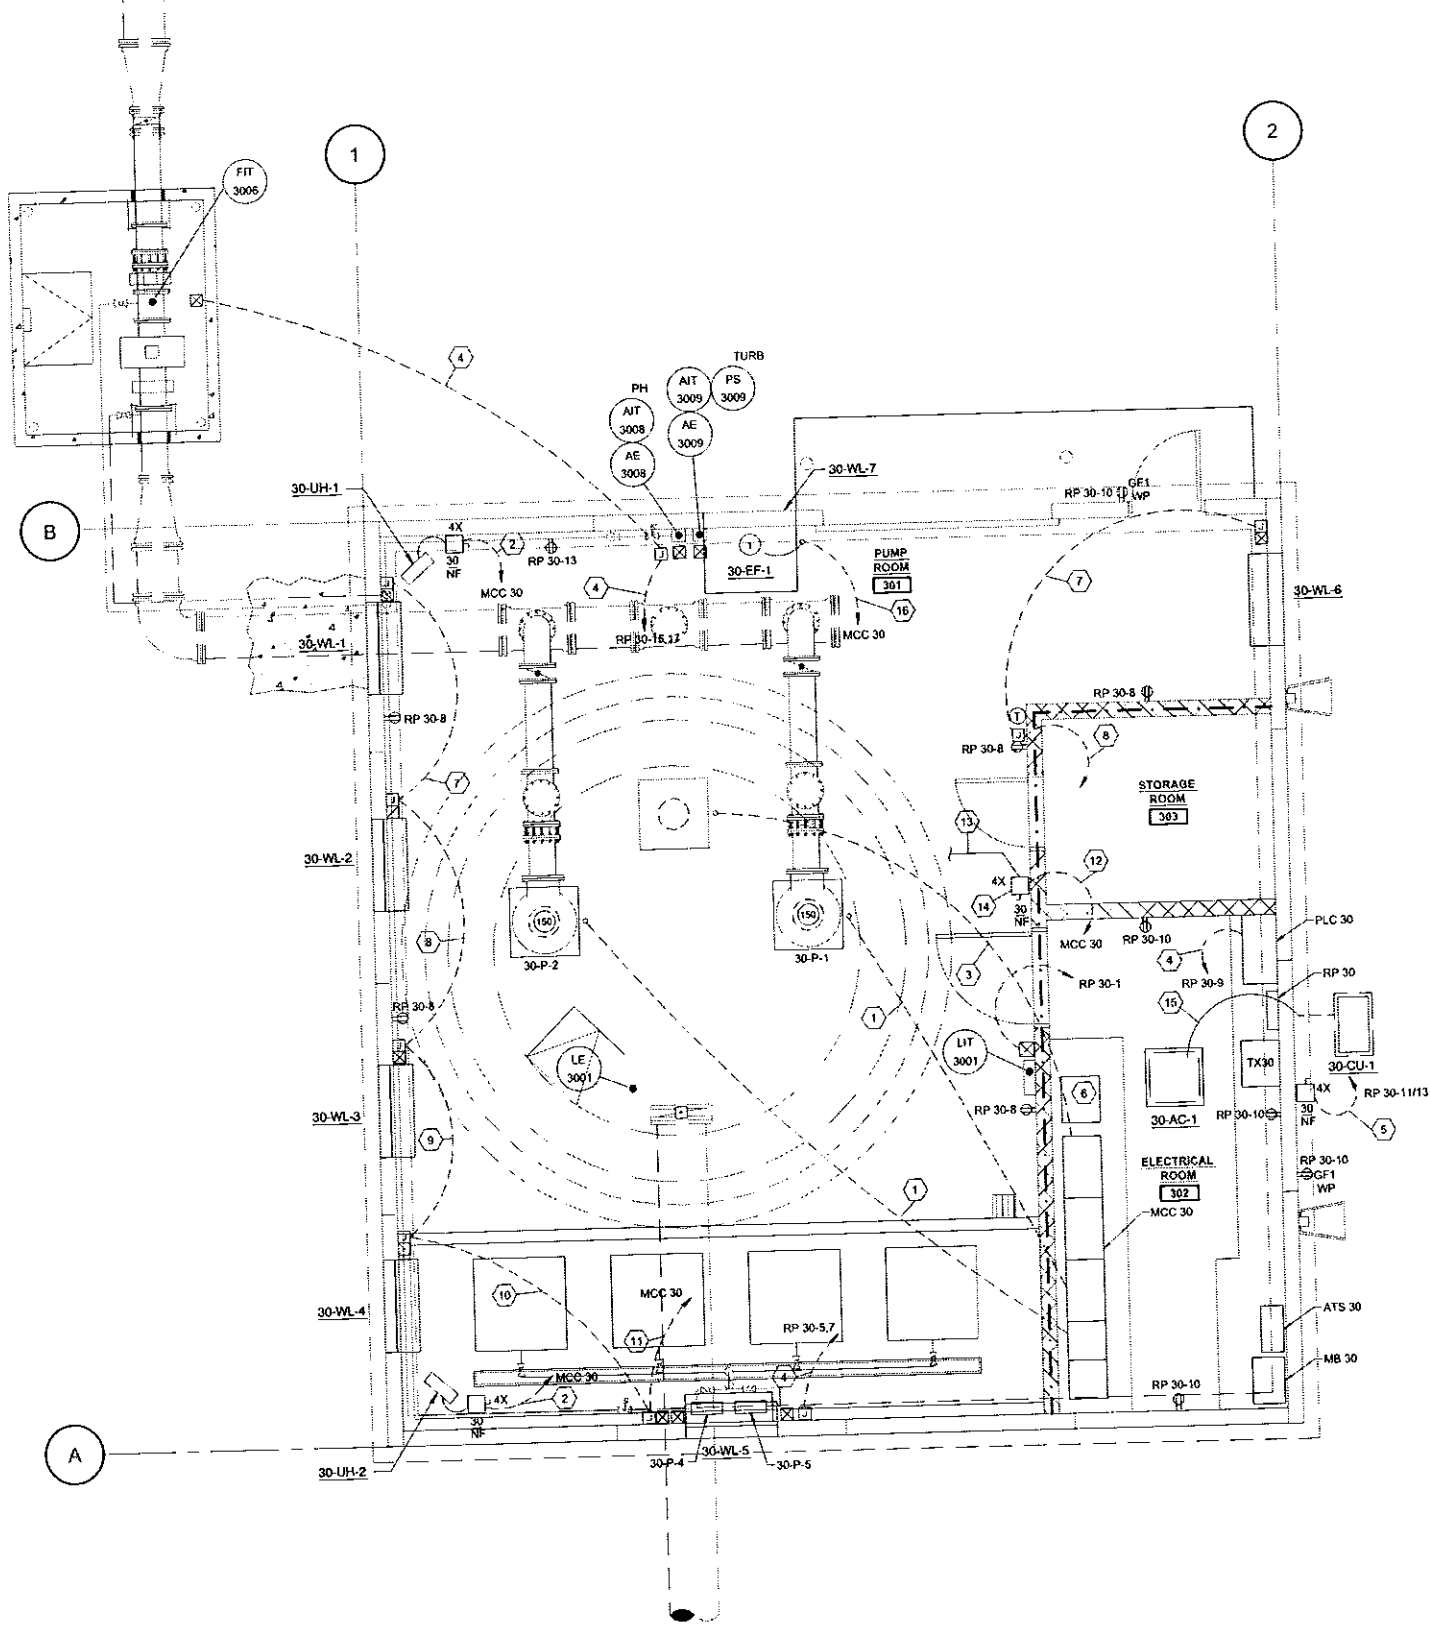 1
2
FIT
3006
4
TURB
PH
AIT
3009
PS
3009
AIT
3008
AE
3009
AE
3008
30-WL-7
30-UH-1
RP 30-10
GF1
WP
B
4X
2
30
NF
RP 30-13
MCC 30
J
T
30-EF-1
PUMP
ROOM
301
J
7
30-WL-6
4
16
J
30-WL-1
RP 30-15,17
MCC 30
RP 30-8
RP 30-8
T
J
RP 30-8
8
7
STORAGE
ROOM
303
J
13
12
30-WL-2
4X
14
J
30
NF
150
150
MCC 30
RP 30-10
PLC 30
8
30-P-2
30-P-1
3
4
RP 30-9
RP 30
RP 30-1
15
RP 30-8
1
J
LE
3001
LIT
3001
TX30
30-CU-1
6
4X
RP 30-11/13
30-WL-3
RP 30-8
30-AC-1
RP 30-10
30
NF
5
9
ELECTRICAL
ROOM
302
RP 30-10
GF1
WP
1
MCC 30
J
10
MCC 30
30-WL-4
ATS 30
11
RP 30-5,7
MB 30
MCC 30
4
RP 30-10
4X
2
J
J
30
NF
30-UH-2
30-P-4
30-WL-5
30-P-5
A